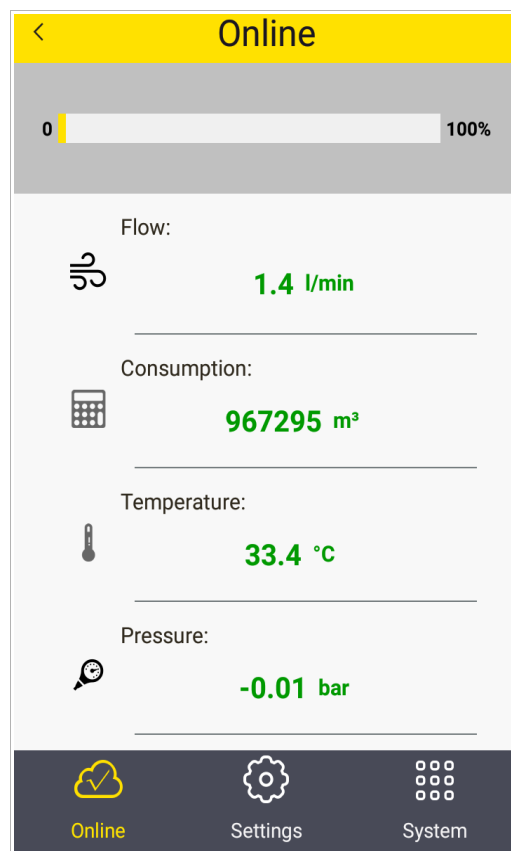 Online
0 100%
Flow:
1.4 l/min
Consumption:
967295 m³
Temperature:
33.4 °C
Pressure:
-0.01 bar
Online Settings System